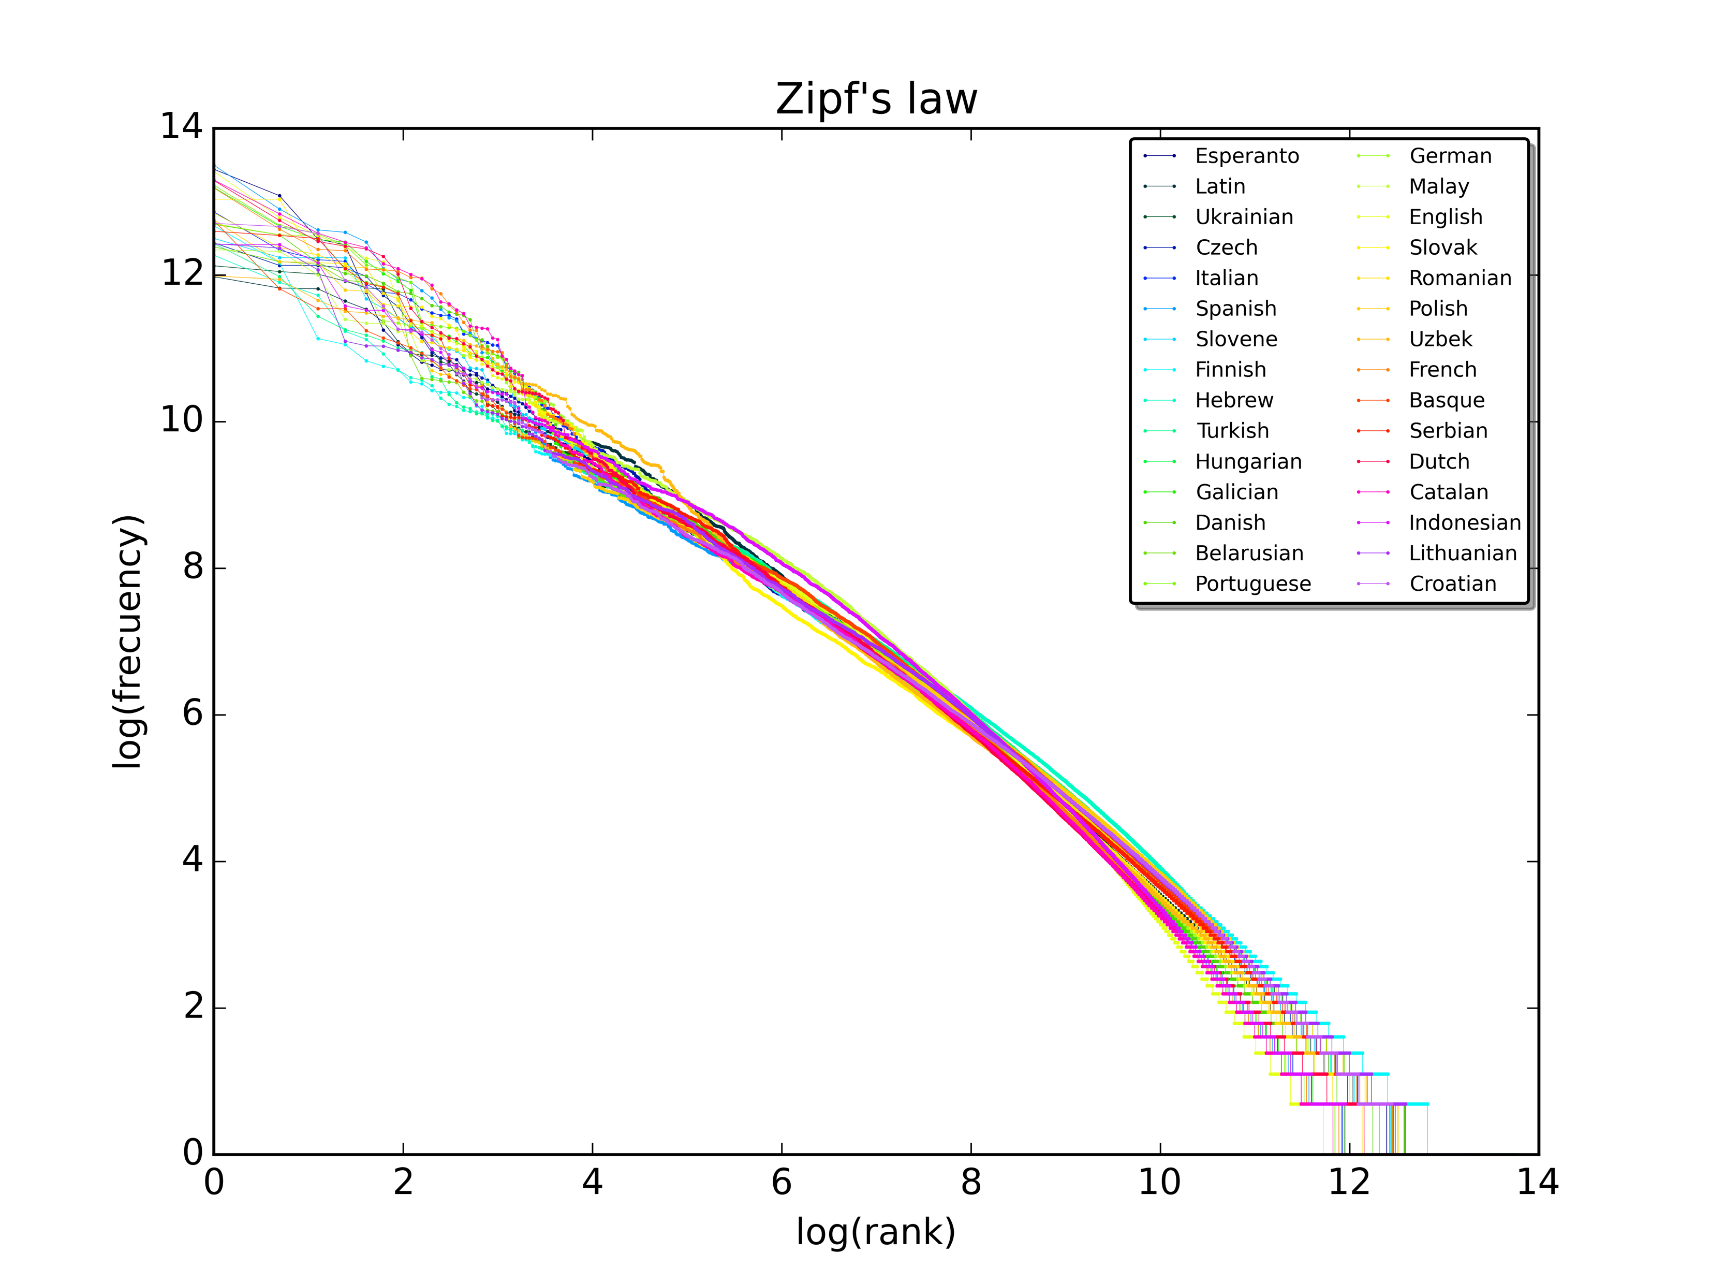 Zipf's law
14
12
10
8
6
4
2
0
log(frecuency)
0 2 4 6 8 10 12 14
log(rank)
Esperanto
Latin
Ukrainian
Czech
Italian
Spanish
Slovene
Finnish
Hebrew
Turkish
Hungarian
Galician
Danish
Belarusian
Portuguese
German
Malay
English
Slovak
Romanian
Polish
Uzbek
French
Basque
Serbian
Dutch
Catalan
Indonesian
Lithuanian
Croatian